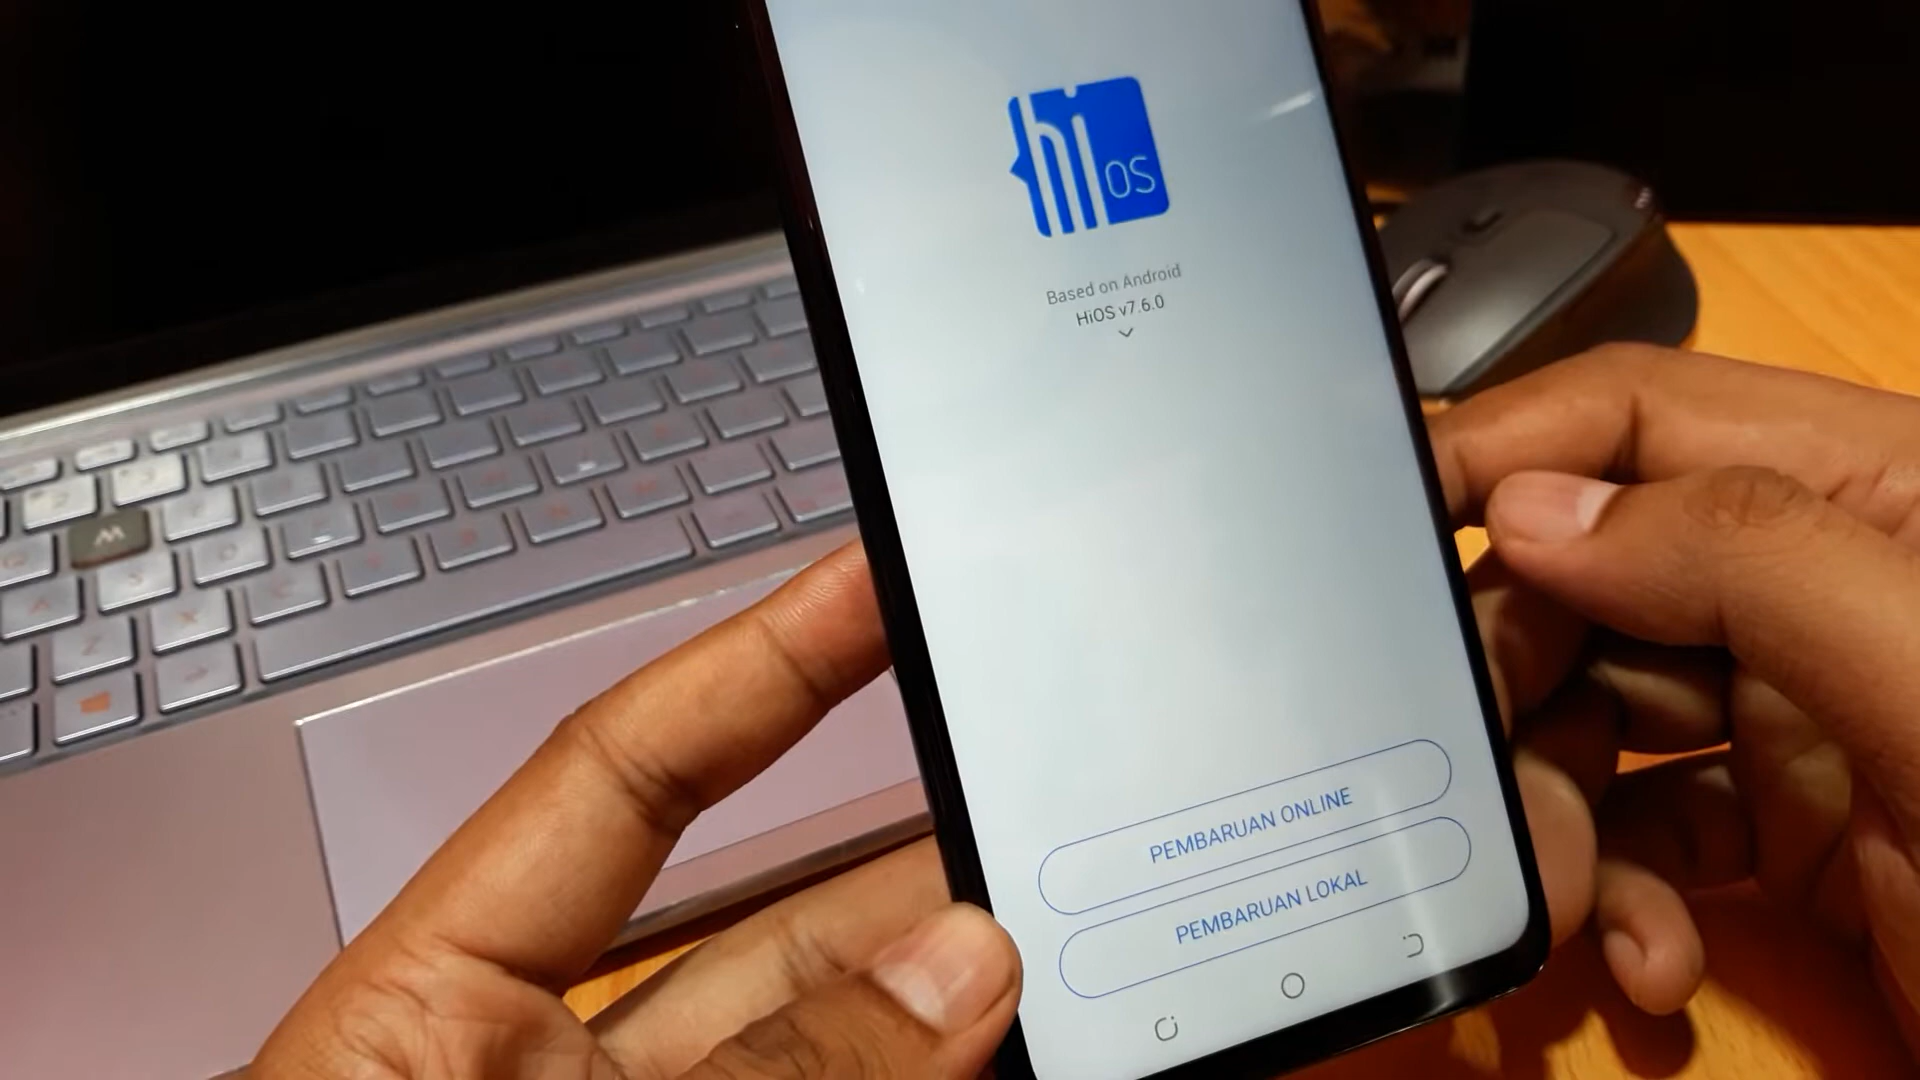 hi OS
Based on Android
HiOS v7.6.0
PEMBARUAN ONLINE
PEMBARUAN LOKAL